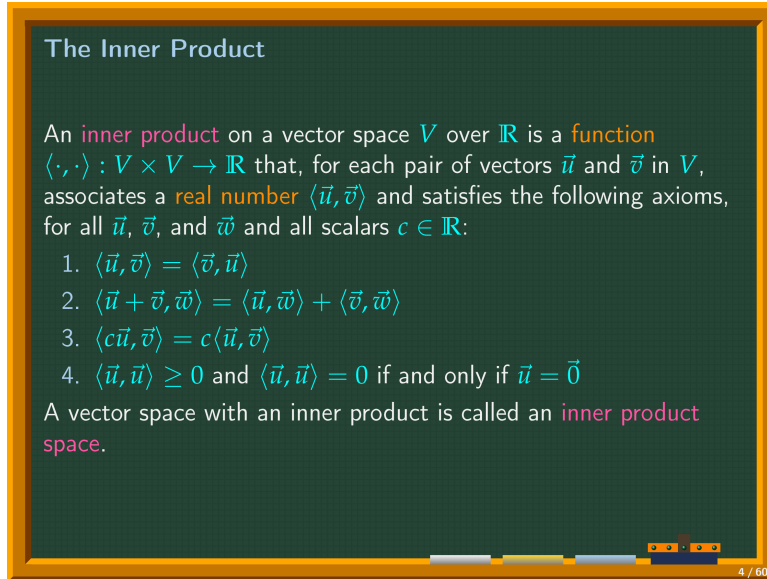 The Inner Product
An inner product on a vector space V over ℝ is a function
⟨·,·⟩ : V × V → ℝ that, for each pair of vectors u⃗ and v⃗ in V,
associates a real number ⟨u⃗, v⃗⟩ and satisfies the following axioms,
for all u⃗, v⃗, and w⃗ and all scalars c ∈ ℝ:
1. ⟨u⃗, v⃗⟩ = ⟨v⃗, u⃗⟩
2. ⟨u⃗ + v⃗, w⃗⟩ = ⟨u⃗, w⃗⟩ + ⟨v⃗, w⃗⟩
3. ⟨cu⃗, v⃗⟩ = c⟨u⃗, v⃗⟩
4. ⟨u⃗, u⃗⟩ ≥ 0 and ⟨u⃗, u⃗⟩ = 0 if and only if u⃗ = 0⃗
A vector space with an inner product is called an inner product
space.
4 / 60